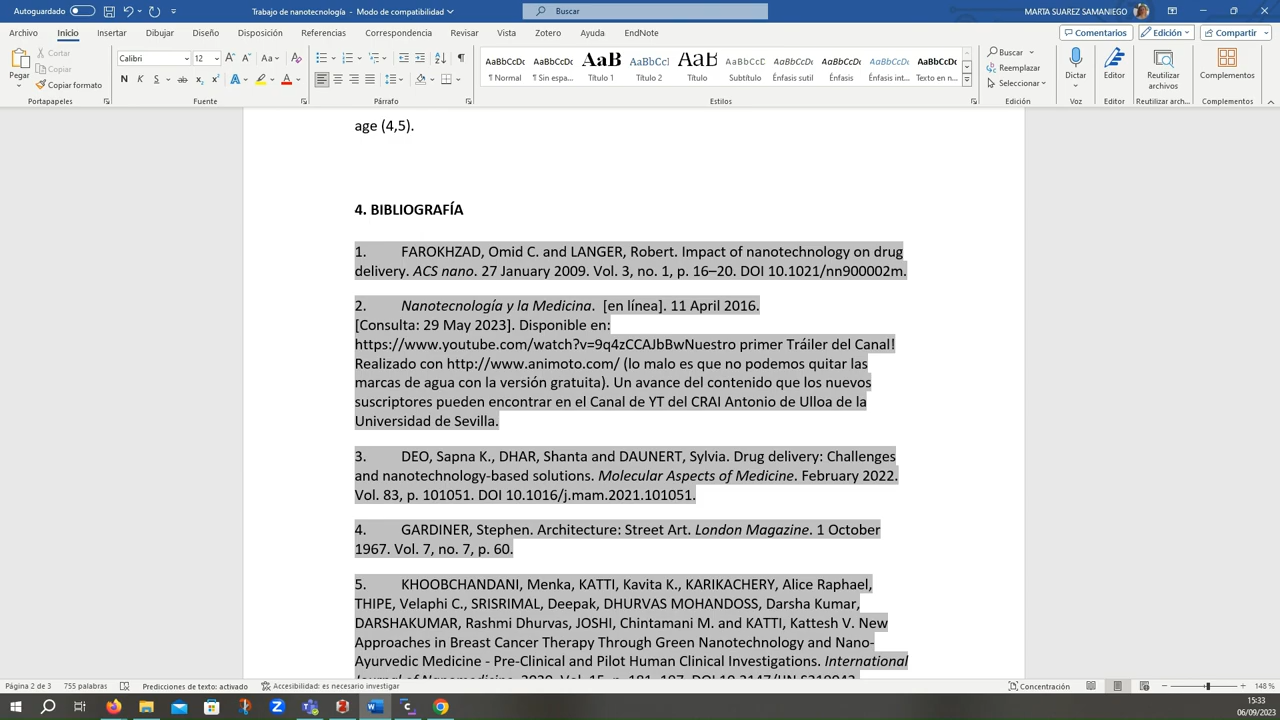 Autoguardado
Trabajo de nanotecnología - Modo de compatibilidad
Buscar
MARTA SUAREZ SAMANIEGO
Archivo Inicio Insertar Dibujar Diseño Disposición Referencias Correspondencia Revisar Vista Zotero Ayuda EndNote
Comentarios Edición Compartir
Pegar
Cortar
Copiar
Copiar formato
Calibri 12
N K S
AaBbCcDc AaBbCcDc AaB AaBbCc AaB AaBbCcD AaBbCcDc AaBbCcDc AaBbCcDc AaBbCcDc
¶ Normal ¶ Sin espa... Título 1 Título 2 Título Subtítulo Énfasis sutil Énfasis Énfasis int... Texto en n...
Buscar
Reemplazar
Seleccionar
Dictar
Editor
Reutilizar archivos
Complementos
Portapapeles Fuente Párrafo Estilos Edición Voz Editor Reutilizar arch... Complementos
age (4,5).
4. BIBLIOGRAFÍA
1. FAROKHZAD, Omid C. and LANGER, Robert. Impact of nanotechnology on drug
delivery. ACS nano. 27 January 2009. Vol. 3, no. 1, p. 16–20. DOI 10.1021/nn900002m.
2. Nanotecnología y la Medicina. [en línea]. 11 April 2016.
[Consulta: 29 May 2023]. Disponible en:
https://www.youtube.com/watch?v=9q4zCCAJbBwNuestro primer Tráiler del Canal!
Realizado con http://www.animoto.com/ (lo malo es que no podemos quitar las
marcas de agua con la versión gratuita). Un avance del contenido que los nuevos
suscriptores pueden encontrar en el Canal de YT del CRAI Antonio de Ulloa de la
Universidad de Sevilla.
3. DEO, Sapna K., DHAR, Shanta and DAUNERT, Sylvia. Drug delivery: Challenges
and nanotechnology-based solutions. Molecular Aspects of Medicine. February 2022.
Vol. 83, p. 101051. DOI 10.1016/j.mam.2021.101051.
4. GARDINER, Stephen. Architecture: Street Art. London Magazine. 1 October
1967. Vol. 7, no. 7, p. 60.
5. KHOOBCHANDANI, Menka, KATTI, Kavita K., KARIKACHERY, Alice Raphael,
THIPE, Velaphi C., SRISRIMAL, Deepak, DHURVAS MOHANDOSS, Darsha Kumar,
DARSHAKUMAR, Rashmi Dhurvas, JOSHI, Chintamani M. and KATTI, Kattesh V. New
Approaches in Breast Cancer Therapy Through Green Nanotechnology and Nano-
Ayurvedic Medicine - Pre-Clinical and Pilot Human Clinical Investigations. International
Página 2 de 3 755 palabras Predicciones de texto: activado Accesibilidad: es necesario investigar
Concentración
148 %
15:33
06/09/2023